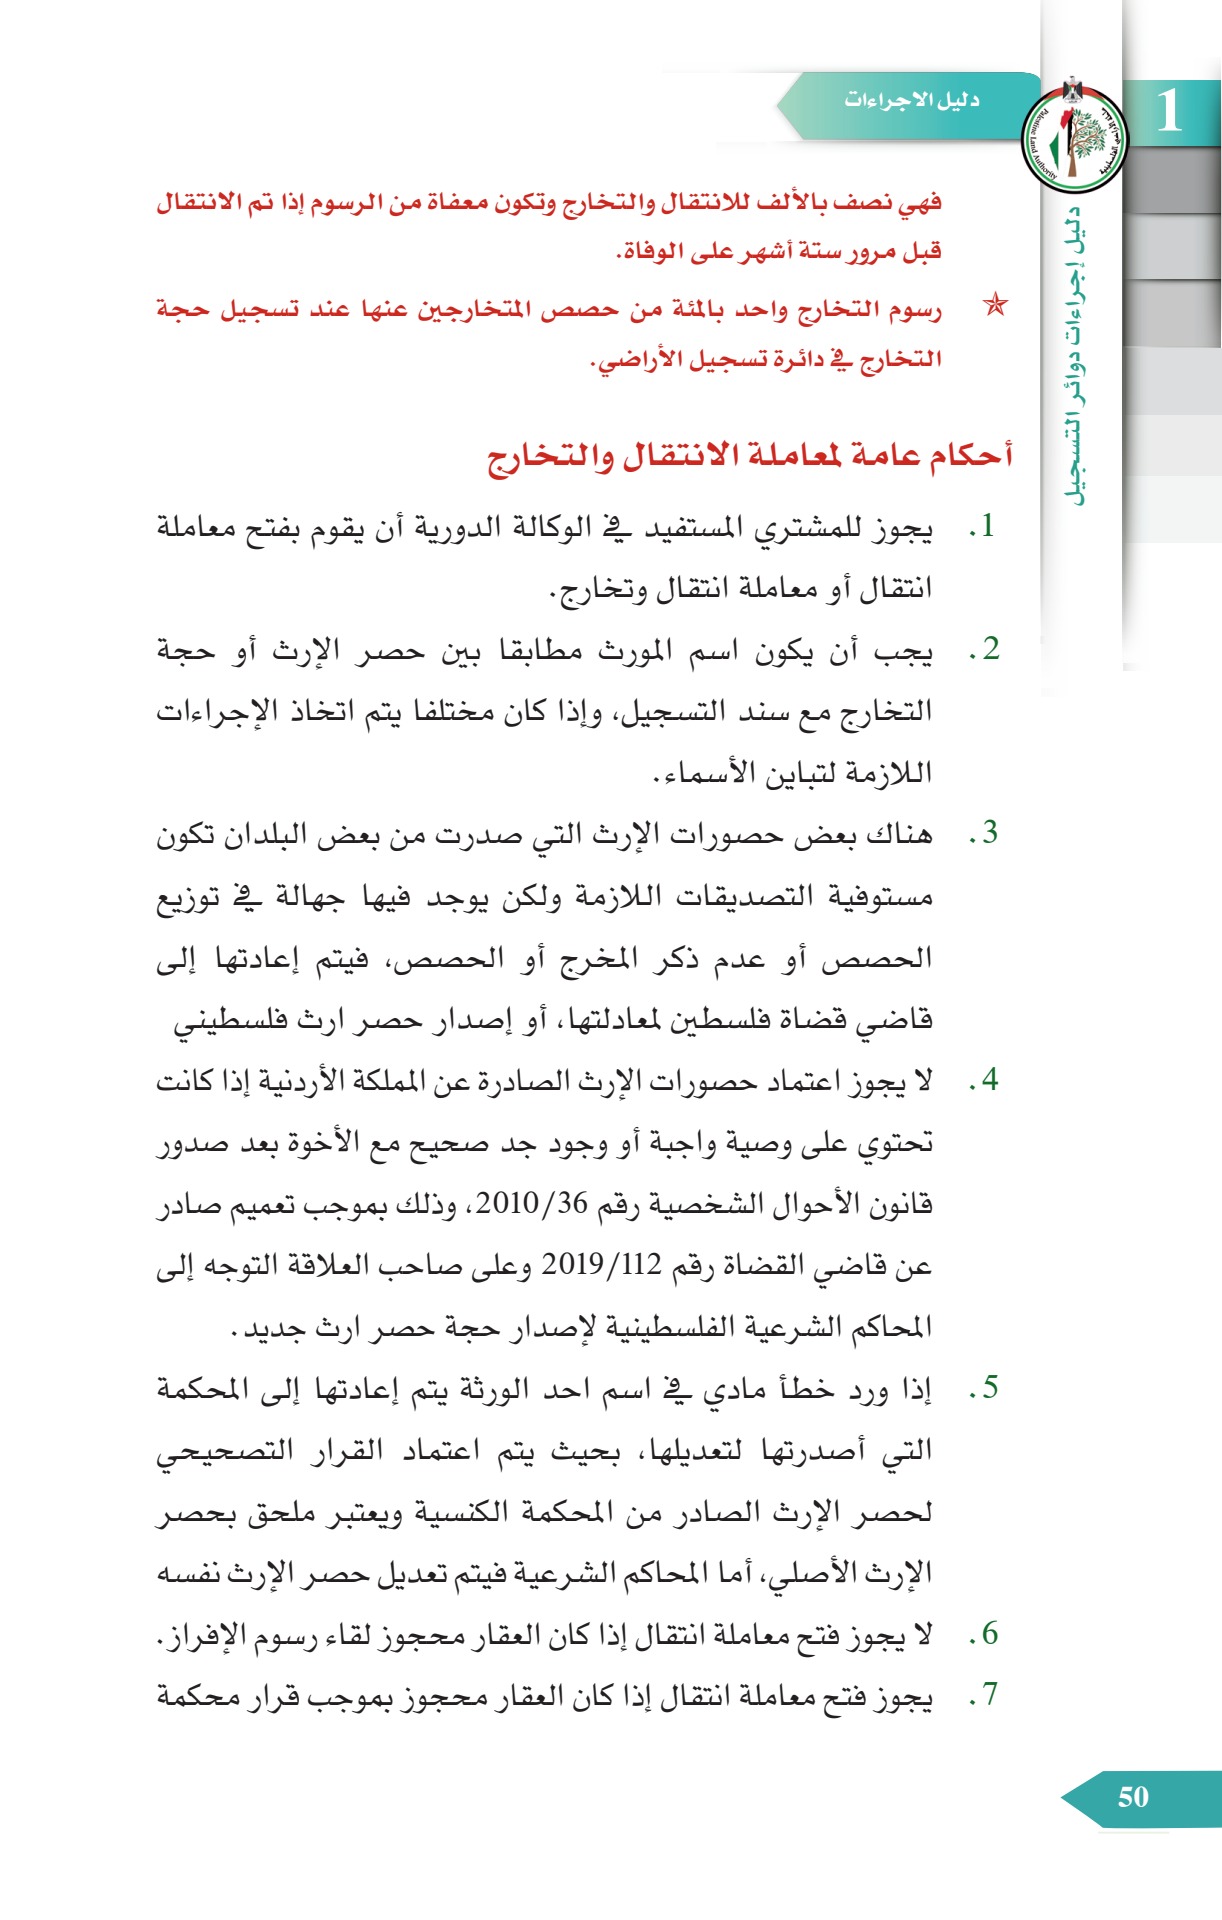 1
دليل الاجراءات
Palestine Land Authority
دليل إجراءات دوائر التسجيل
فهي نصف بالألف للانتقال والتخارج وتكون معفاة من الرسوم إذا تم الانتقال
قبل مرور ستة أشهر على الوفاة.
✯ رسوم التخارج واحد بالمئة من حصص المتخارجين عنها عند تسجيل حجة
التخارج في دائرة تسجيل الأراضي.
أحكام عامة لمعاملة الانتقال والتخارج
1. يجوز للمشتري المستفيد في الوكالة الدورية أن يقوم بفتح معاملة
انتقال أو معاملة انتقال وتخارج.
2. يجب أن يكون اسم المورث مطابقا بين حصر الإرث أو حجة
التخارج مع سند التسجيل، وإذا كان مختلفا يتم اتخاذ الإجراءات
اللازمة لتباين الأسماء.
3. هناك بعض حصورات الإرث التي صدرت من بعض البلدان تكون
مستوفية التصديقات اللازمة ولكن يوجد فيها جهالة في توزيع
الحصص أو عدم ذكر المخرج أو الحصص، فيتم إعادتها إلى
قاضي قضاة فلسطين لمعادلتها، أو إصدار حصر ارث فلسطيني
4. لا يجوز اعتماد حصورات الإرث الصادرة عن المملكة الأردنية إذا كانت
تحتوي على وصية واجبة أو وجود جد صحيح مع الأخوة بعد صدور
قانون الأحوال الشخصية رقم 2010/36، وذلك بموجب تعميم صادر
عن قاضي القضاة رقم 2019/112 وعلى صاحب العلاقة التوجه إلى
المحاكم الشرعية الفلسطينية لإصدار حجة حصر ارث جديد.
5. إذا ورد خطأ مادي في اسم احد الورثة يتم إعادتها إلى المحكمة
التي أصدرتها لتعديلها، بحيث يتم اعتماد القرار التصحيحي
لحصر الإرث الصادر من المحكمة الكنسية ويعتبر ملحق بحصر
الإرث الأصلي، أما المحاكم الشرعية فيتم تعديل حصر الإرث نفسه
6. لا يجوز فتح معاملة انتقال إذا كان العقار محجوز لقاء رسوم الإفراز.
7. يجوز فتح معاملة انتقال إذا كان العقار محجوز بموجب قرار محكمة
50